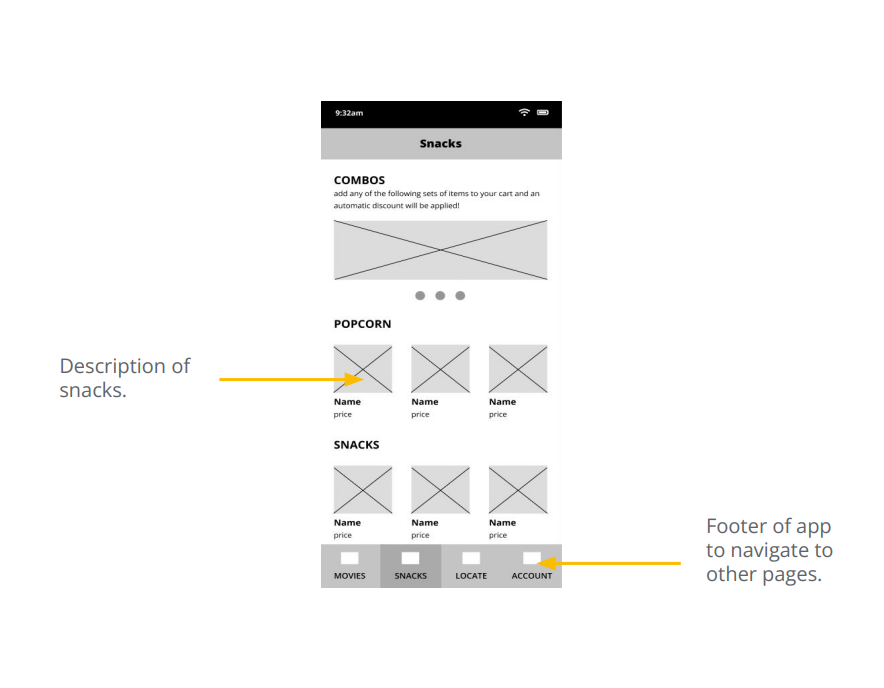 9:32am
Snacks
COMBOS
add any of the following sets of items to your cart and an
automatic discount will be applied!
POPCORN
Description of
snacks.
Name Name Name
price price price
SNACKS
Name Name Name
price price price
Footer of app
to navigate to
other pages.
MOVIES SNACKS LOCATE ACCOUNT